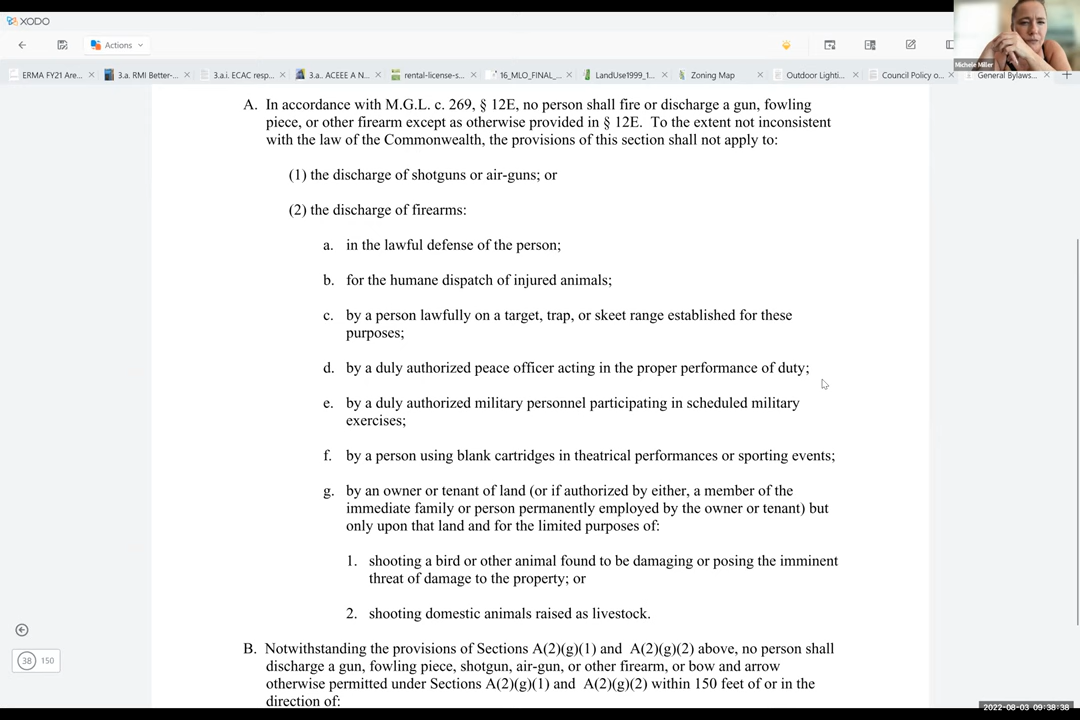 XODO
Actions
ERMA FY21 Are...
3.a. RMI Better-...
3.a.i. ECAC resp...
3.a.. ACEEE A N...
rental-license-s...
16_MLO_FINAL_...
LandUse1999_1...
Zoning Map
Outdoor Lighti...
Council Policy o...
General Bylaws...
Michele Miller
A. In accordance with M.G.L. c. 269, § 12E, no person shall fire or discharge a gun, fowling
piece, or other firearm except as otherwise provided in § 12E. To the extent not inconsistent
with the law of the Commonwealth, the provisions of this section shall not apply to:
(1) the discharge of shotguns or air-guns; or
(2) the discharge of firearms:
a. in the lawful defense of the person;
b. for the humane dispatch of injured animals;
c. by a person lawfully on a target, trap, or skeet range established for these
purposes;
d. by a duly authorized peace officer acting in the proper performance of duty;
e. by a duly authorized military personnel participating in scheduled military
exercises;
f. by a person using blank cartridges in theatrical performances or sporting events;
g. by an owner or tenant of land (or if authorized by either, a member of the
immediate family or person permanently employed by the owner or tenant) but
only upon that land and for the limited purposes of:
1. shooting a bird or other animal found to be damaging or posing the imminent
threat of damage to the property; or
2. shooting domestic animals raised as livestock.
38 150
B. Notwithstanding the provisions of Sections A(2)(g)(1) and A(2)(g)(2) above, no person shall
discharge a gun, fowling piece, shotgun, air-gun, or other firearm, or bow and arrow
otherwise permitted under Sections A(2)(g)(1) and A(2)(g)(2) within 150 feet of or in the
direction of:
2022-08-03 09:38:38